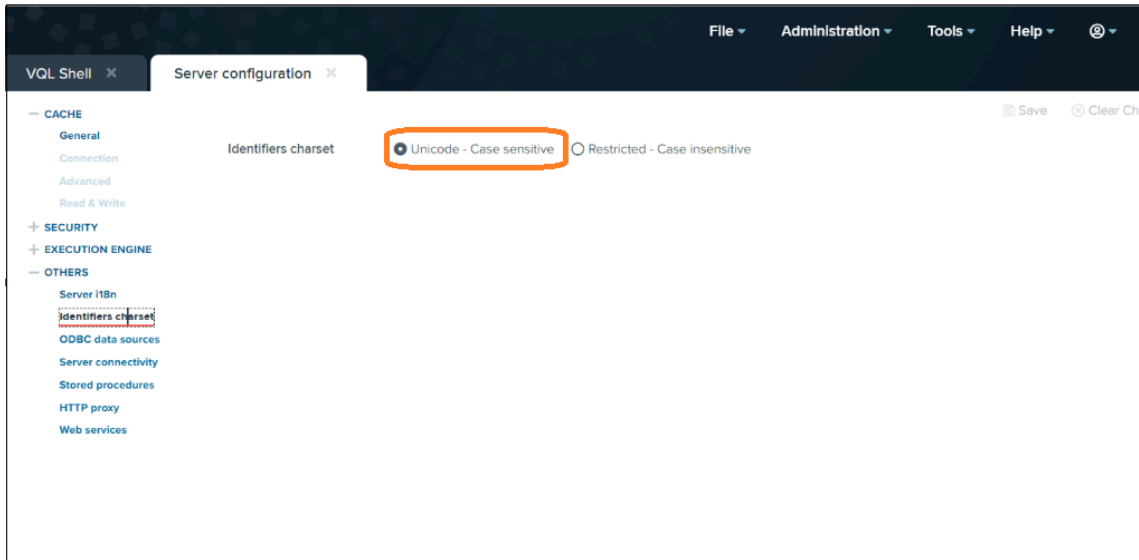 File Administration Tools Help
VQL Shell × Server configuration ×
CACHE
General
Connection
Advanced
Read & Write
SECURITY
EXECUTION ENGINE
OTHERS
Server i18n
Identifiers charset
ODBC data sources
Server connectivity
Stored procedures
HTTP proxy
Web services
Save Clear Ch
Identifiers charset Unicode - Case sensitive Restricted - Case insensitive